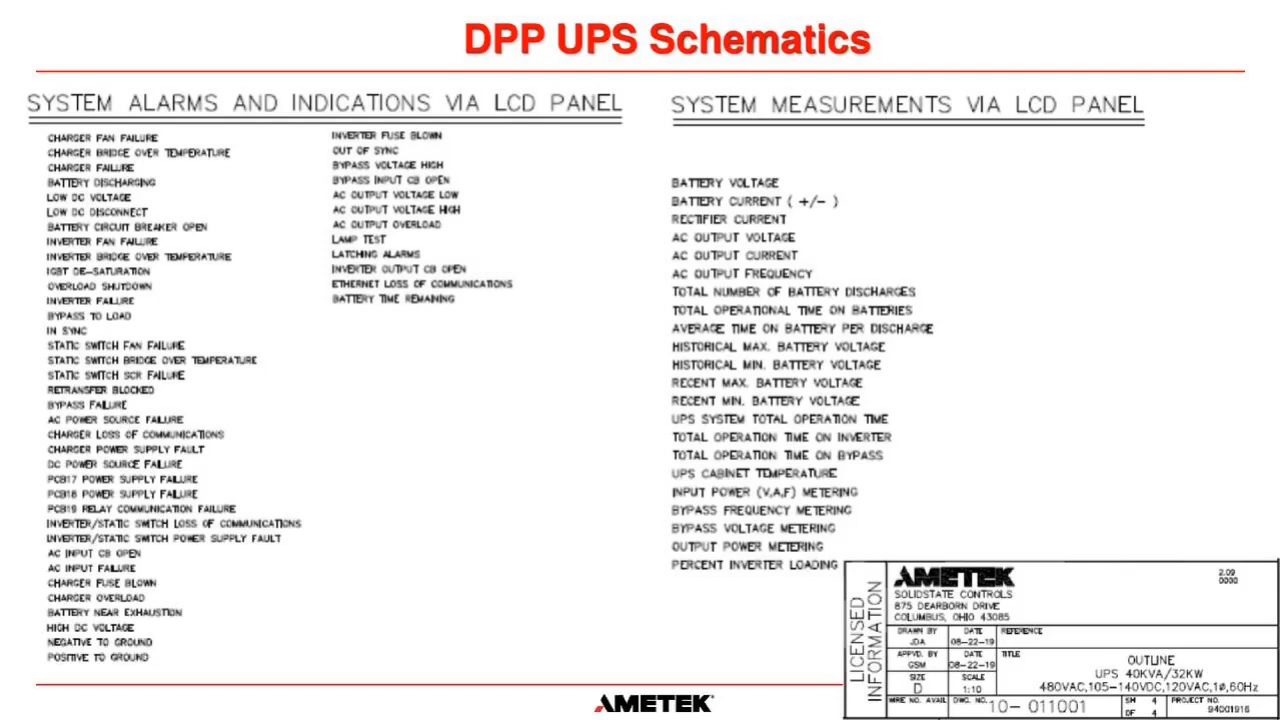 DPP UPS Schematics
SYSTEM ALARMS AND INDICATIONS VIA LCD PANEL
CHARGER FAN FAILURE
CHARGER BRIDGE OVER TEMPERATURE
CHARGER FAILURE
BATTERY DISCHARGING
LOW DC VOLTAGE
LOW DC DISCONNECT
BATTERY CIRCUIT BREAKER OPEN
INVERTER FAN FAILURE
INVERTER BRIDGE OVER TEMPERATURE
IGBT DE-SATURATION
OVERLOAD SHUTDOWN
INVERTER FAILURE
BYPASS TO LOAD
IN SYNC
STATIC SWITCH FAN FAILURE
STATIC SWITCH BRIDGE OVER TEMPERATURE
STATIC SWITCH SCR FAILURE
RETRANSFER BLOCKED
BYPASS FAILURE
AC POWER SOURCE FAILURE
CHARGER LOSS OF COMMUNICATIONS
CHARGER POWER SUPPLY FAULT
DC POWER SOURCE FAILURE
PCB17 POWER SUPPLY FAILURE
PCB18 POWER SUPPLY FAILURE
PCB19 RELAY COMMUNICATION FAILURE
INVERTER/STATIC SWITCH LOSS OF COMMUNICATIONS
INVERTER/STATIC SWITCH POWER SUPPLY FAULT
AC INPUT CB OPEN
AC INPUT FAILURE
CHARGER FUSE BLOWN
CHARGER OVERLOAD
BATTERY NEAR EXHAUSTION
HIGH DC VOLTAGE
NEGATIVE TO GROUND
POSITIVE TO GROUND
INVERTER FUSE BLOWN
OUT OF SYNC
BYPASS VOLTAGE HIGH
BYPASS INPUT CB OPEN
AC OUTPUT VOLTAGE LOW
AC OUTPUT VOLTAGE HIGH
AC OUTPUT OVERLOAD
LAMP TEST
LATCHING ALARMS
INVERTER OUTPUT CB OPEN
ETHERNET LOSS OF COMMUNICATIONS
BATTERY TIME REMAINING
SYSTEM MEASUREMENTS VIA LCD PANEL
BATTERY VOLTAGE
BATTERY CURRENT ( +/- )
RECTIFIER CURRENT
AC OUTPUT VOLTAGE
AC OUTPUT CURRENT
AC OUTPUT FREQUENCY
TOTAL NUMBER OF BATTERY DISCHARGES
TOTAL OPERATIONAL TIME ON BATTERIES
AVERAGE TIME ON BATTERY PER DISCHARGE
HISTORICAL MAX. BATTERY VOLTAGE
HISTORICAL MIN. BATTERY VOLTAGE
RECENT MAX. BATTERY VOLTAGE
RECENT MIN. BATTERY VOLTAGE
UPS SYSTEM TOTAL OPERATION TIME
TOTAL OPERATION TIME ON INVERTER
TOTAL OPERATION TIME ON BYPASS
UPS CABINET TEMPERATURE
INPUT POWER (V,A,F) METERING
BYPASS FREQUENCY METERING
BYPASS VOLTAGE METERING
OUTPUT POWER METERING
PERCENT INVERTER LOADING
LICENSED INFORMATION
AMETEK
2.09
0000
SOLIDSTATE CONTROLS
875 DEARBORN DRIVE
COLUMBUS, OHIO 43085
DRAWN BY DATE REFERENCE
JDA 08-22-19
APPVD. BY DATE TITLE
GSM 08-22-19 OUTLINE
SIZE SCALE UPS 40KVA/32KW
D 1:10 480VAC,105-140VDC,120VAC,1ø,60Hz
WIRE NO. AVAIL DWG. NO. 10- 011001 SH 4 OF 4 PROJECT NO. 94001916
AMETEK